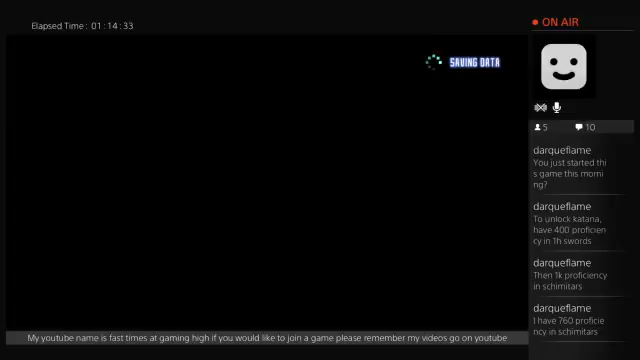 Elapsed Time : 01 : 14 : 33
ON AIR
SAVING DATA
5
10
darqueflame
You just started thi
s game this morni
ng?
darqueflame
To unlock katana,
have 400 proficien
cy in 1h swords
darqueflame
Then 1k proficiency
in schimitars
darqueflame
I have 760 proficie
ncy in schimitars
My youtube name is fast times at gaming high if you would like to join a game please remember my videos go on youtube